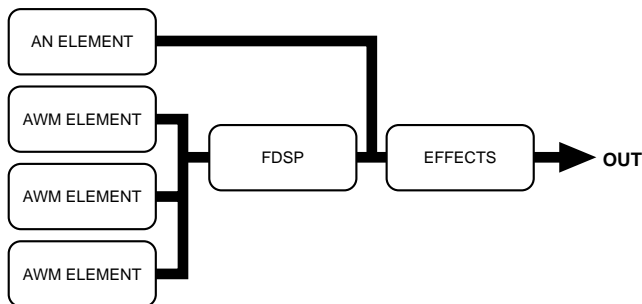 AN ELEMENT
AWM ELEMENT
FDSP
EFFECTS
OUT
AWM ELEMENT
AWM ELEMENT